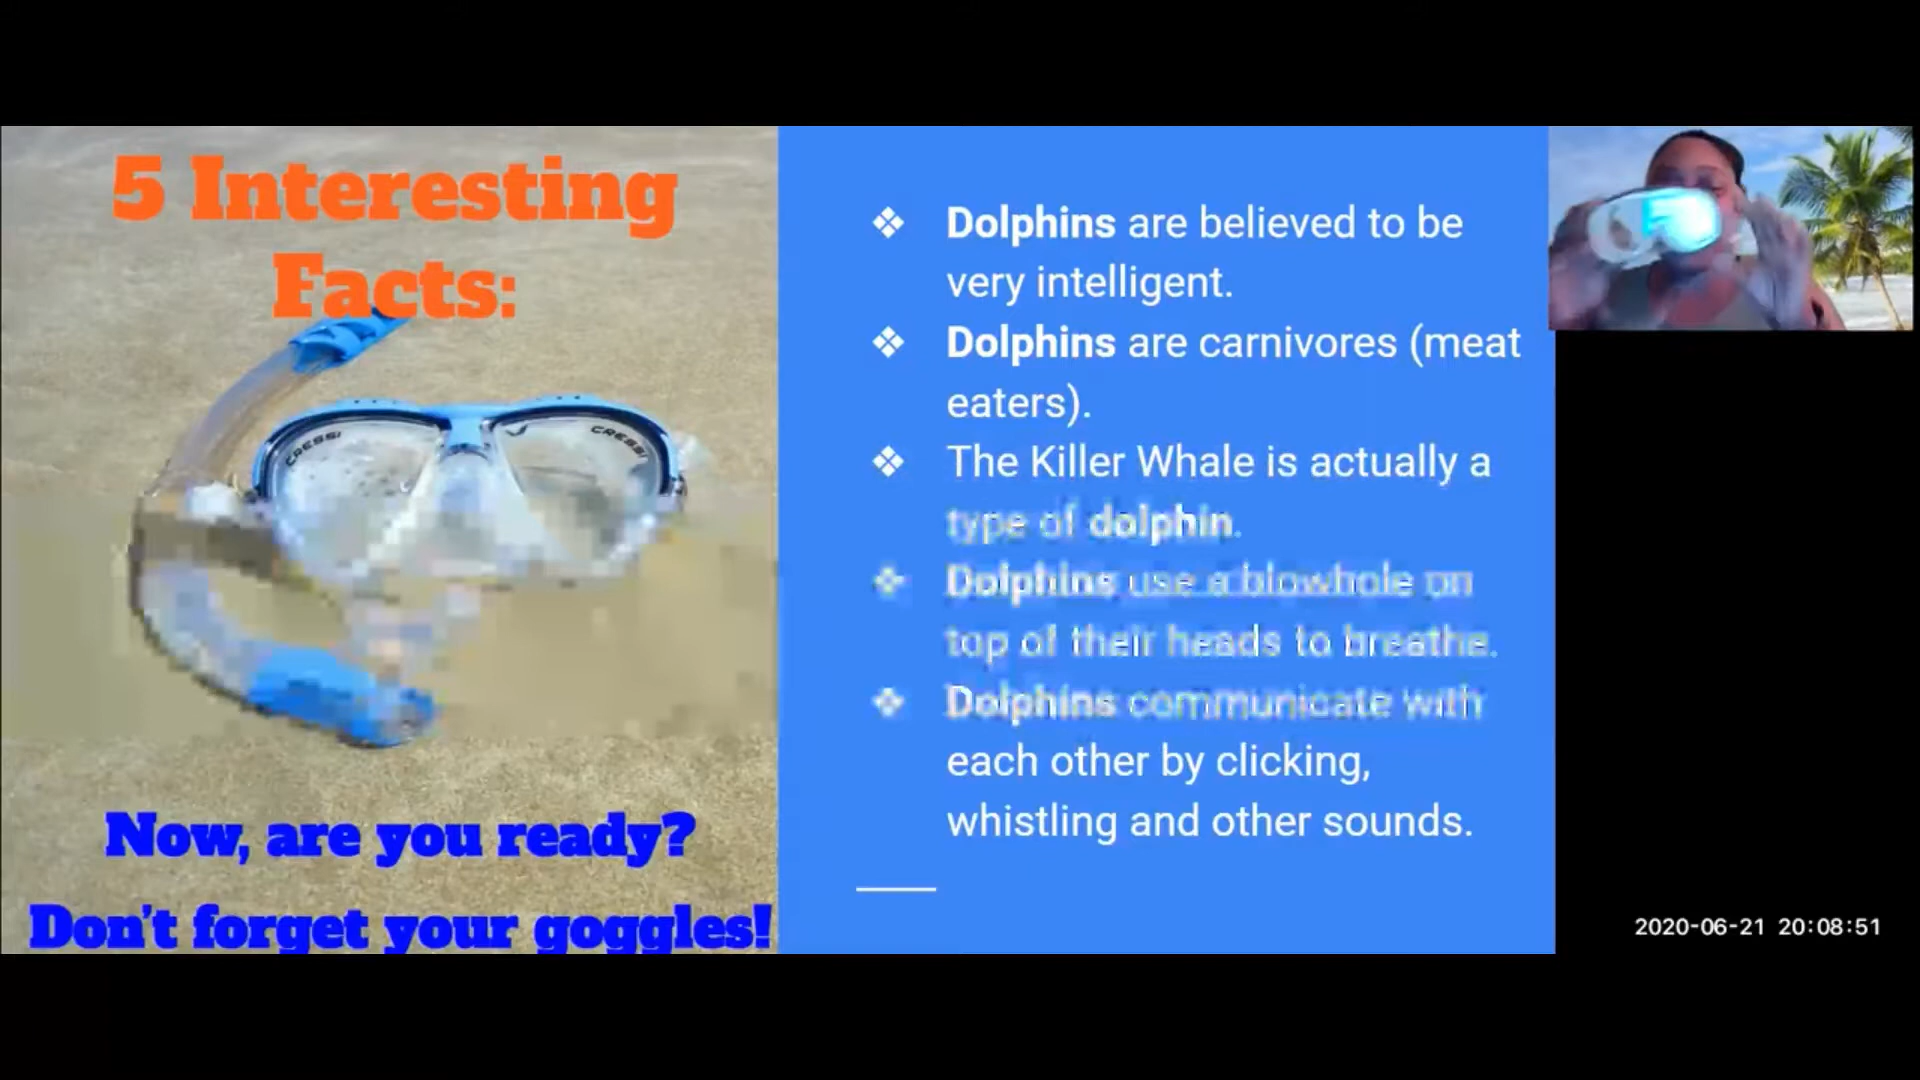 5 Interesting
Facts:
CRESSI
CRESSI
Now, are you ready?
Don't forget your goggles!
❖ Dolphins are believed to be
very intelligent.
❖ Dolphins are carnivores (meat
eaters).
❖ The Killer Whale is actually a
type of dolphin.
❖ Dolphins use a blowhole on
top of their heads to breathe.
❖ Dolphins communicate with
each other by clicking,
whistling and other sounds.
2020-06-21 20:08:51